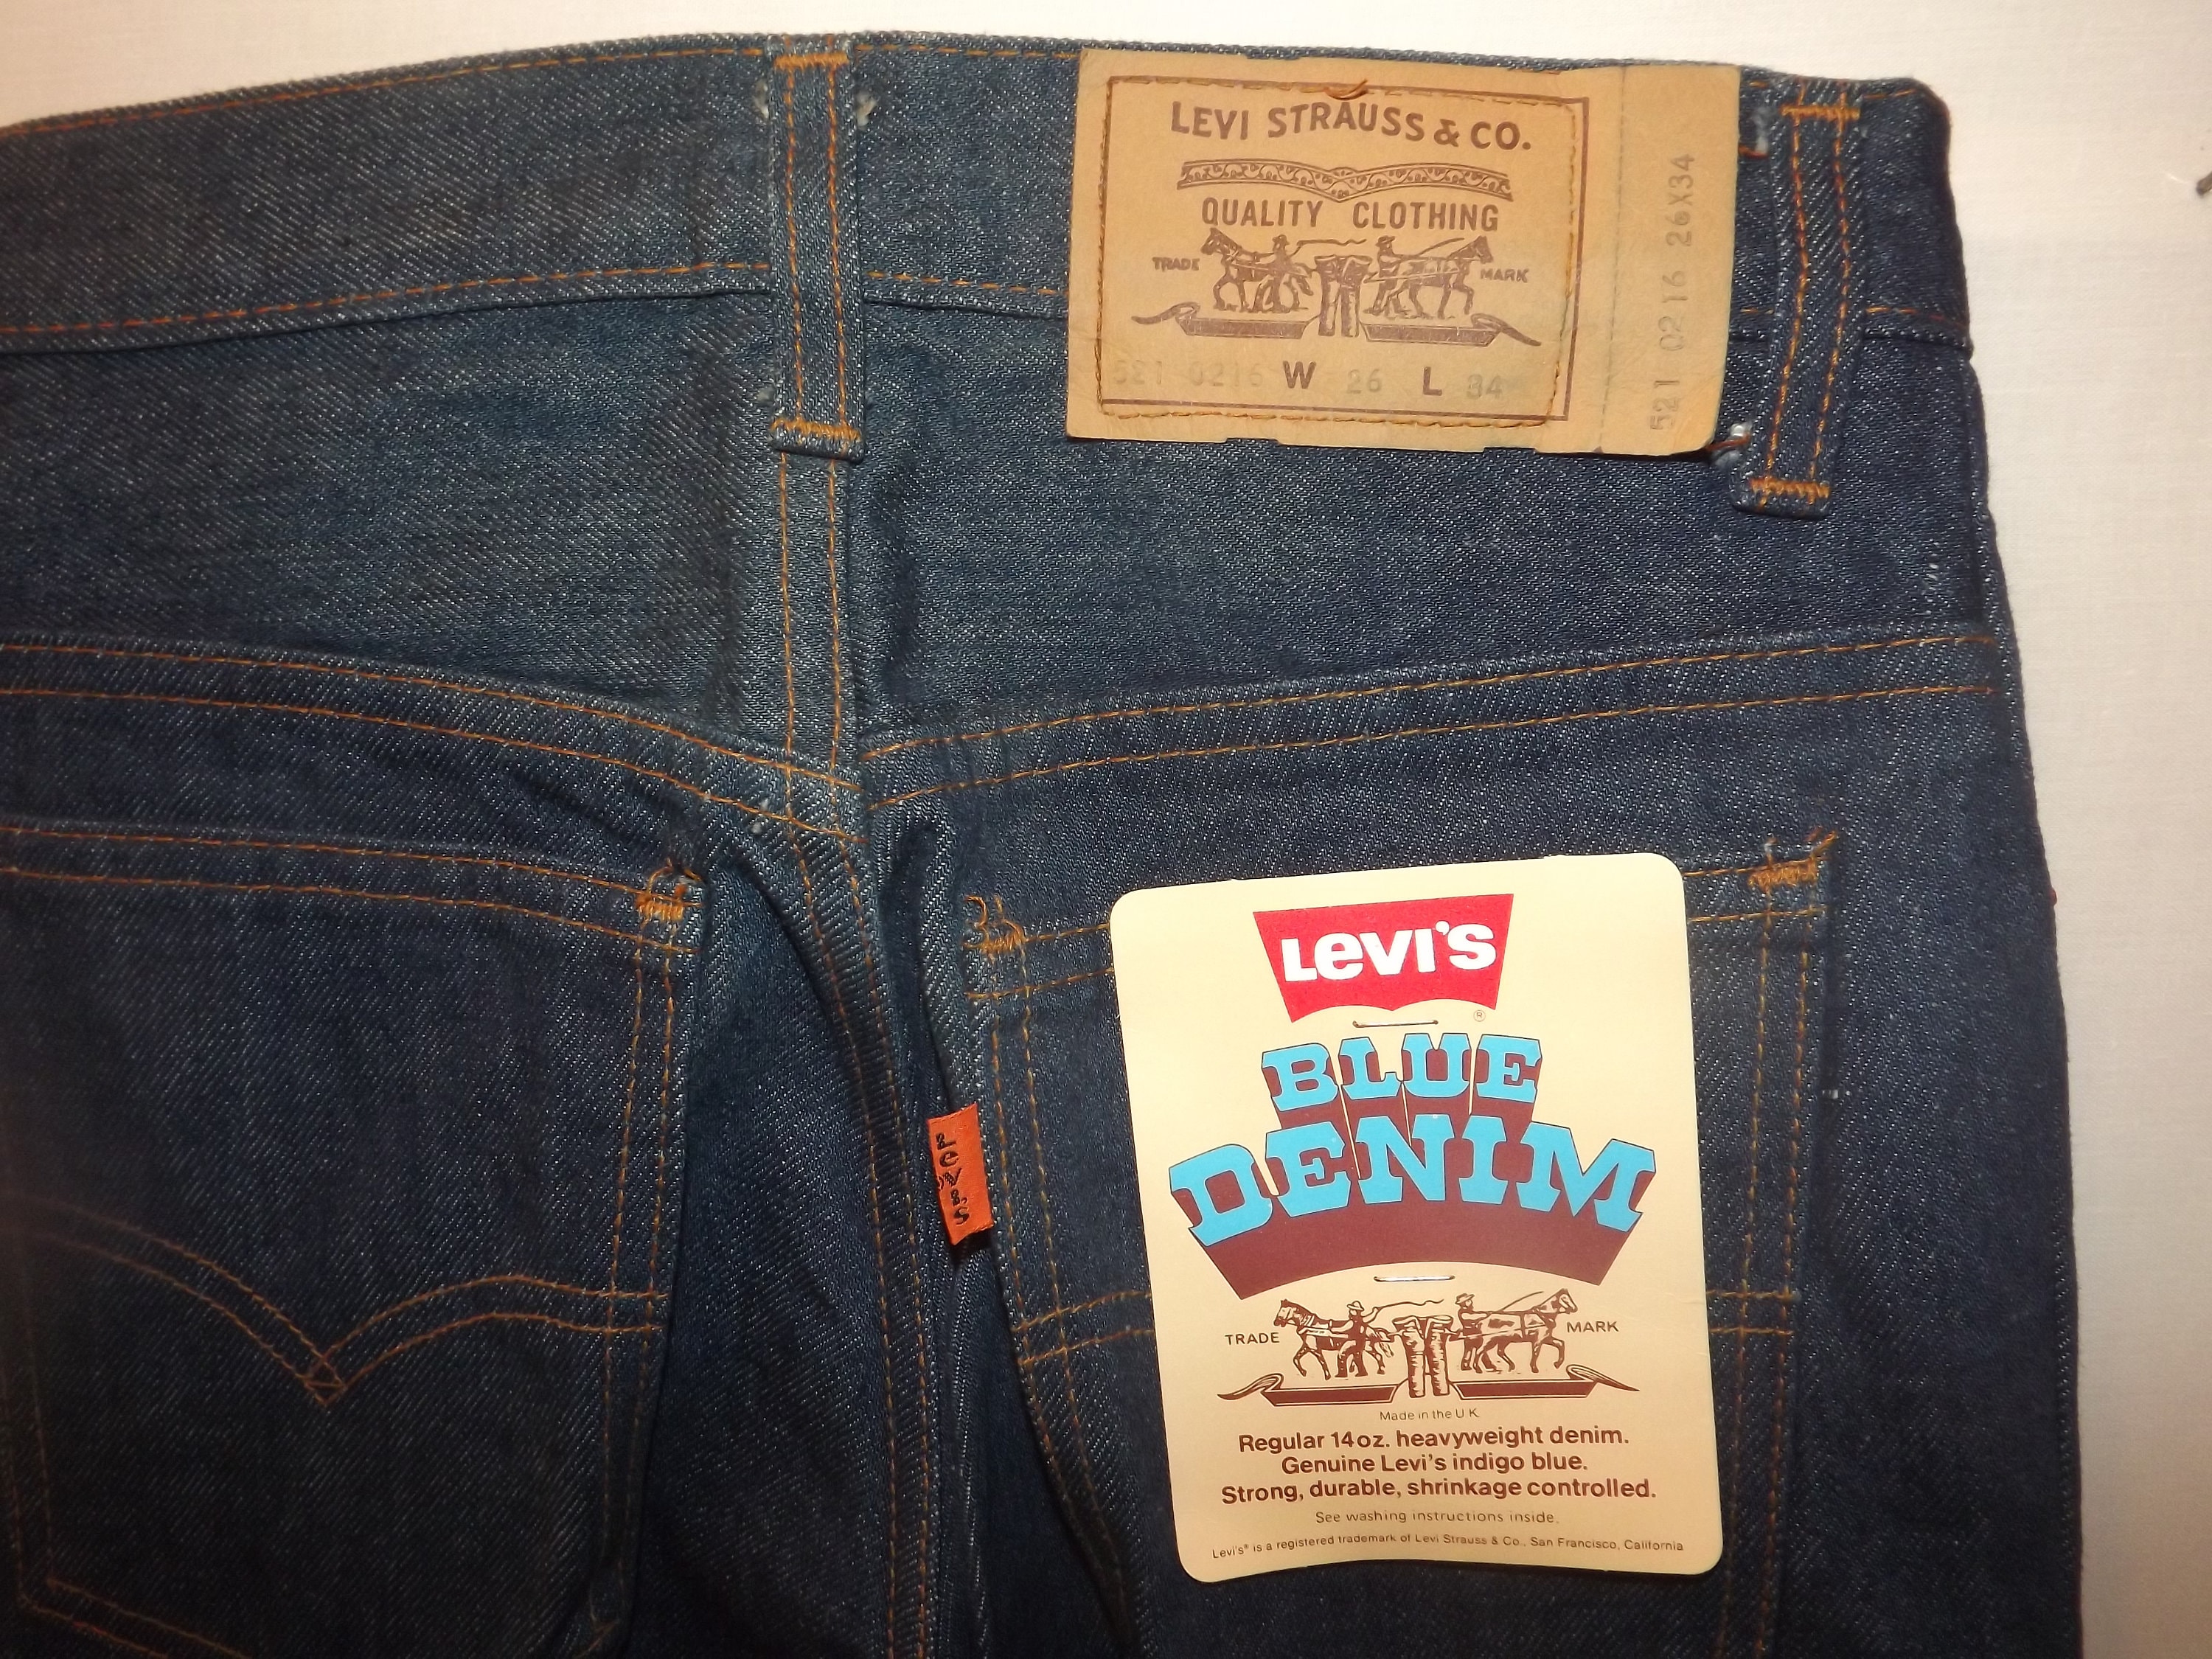 LEVI STRAUSS & CO.
QUALITY CLOTHING
TRADE MARK
521 0216 W 26 L 34
521 0216 26X34
LEVI'S
®
BLUE
DENIM
TRADE MARK
Made in the U.K.
Regular 14oz. heavyweight denim.
Genuine Levi's indigo blue.
Strong, durable, shrinkage controlled.
See washing instructions inside.
Levi's® is a registered trademark of Levi Strauss & Co., San Francisco, California
Levi's